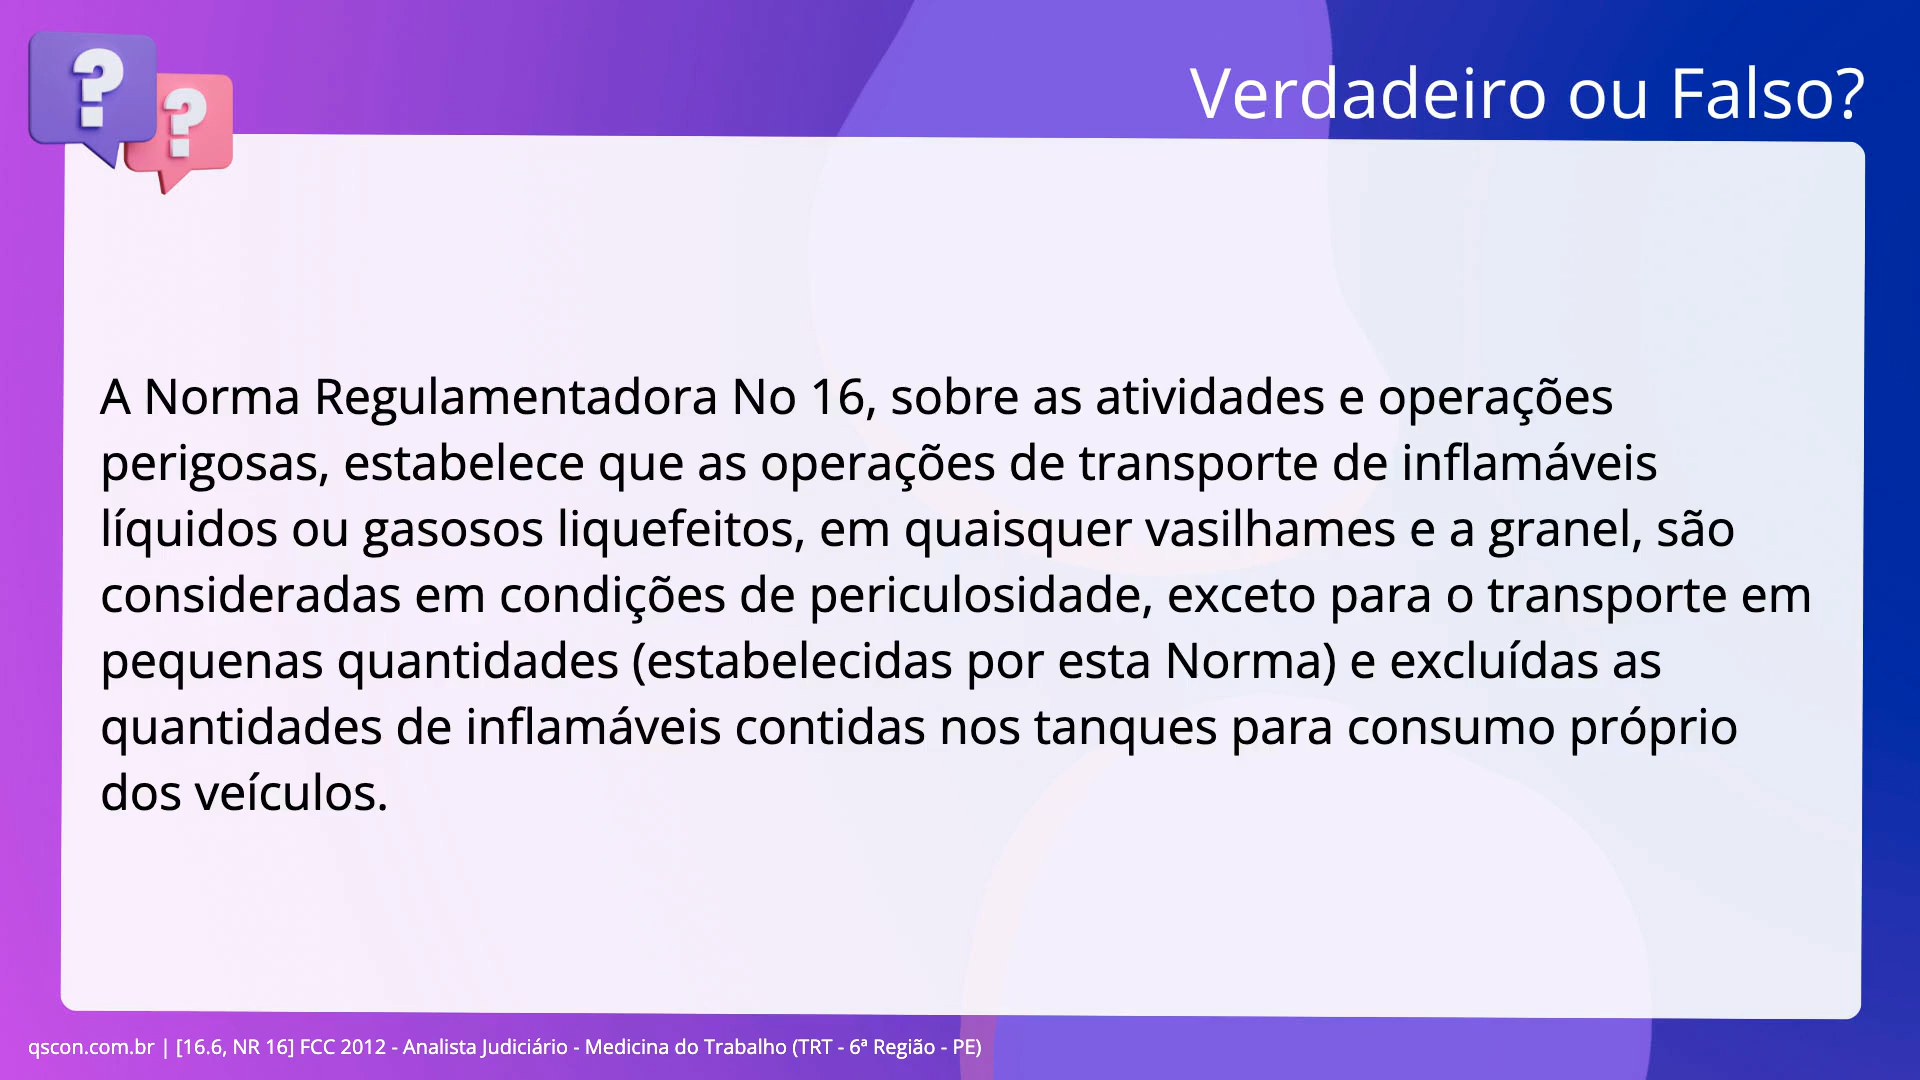 ?
?
Verdadeiro ou Falso?
A Norma Regulamentadora No 16, sobre as atividades e operações
perigosas, estabelece que as operações de transporte de inflamáveis
líquidos ou gasosos liquefeitos, em quaisquer vasilhames e a granel, são
consideradas em condições de periculosidade, exceto para o transporte em
pequenas quantidades (estabelecidas por esta Norma) e excluídas as
quantidades de inflamáveis contidas nos tanques para consumo próprio
dos veículos.
qscon.com.br | [16.6, NR 16] FCC 2012 - Analista Judiciário - Medicina do Trabalho (TRT - 6ª Região - PE)